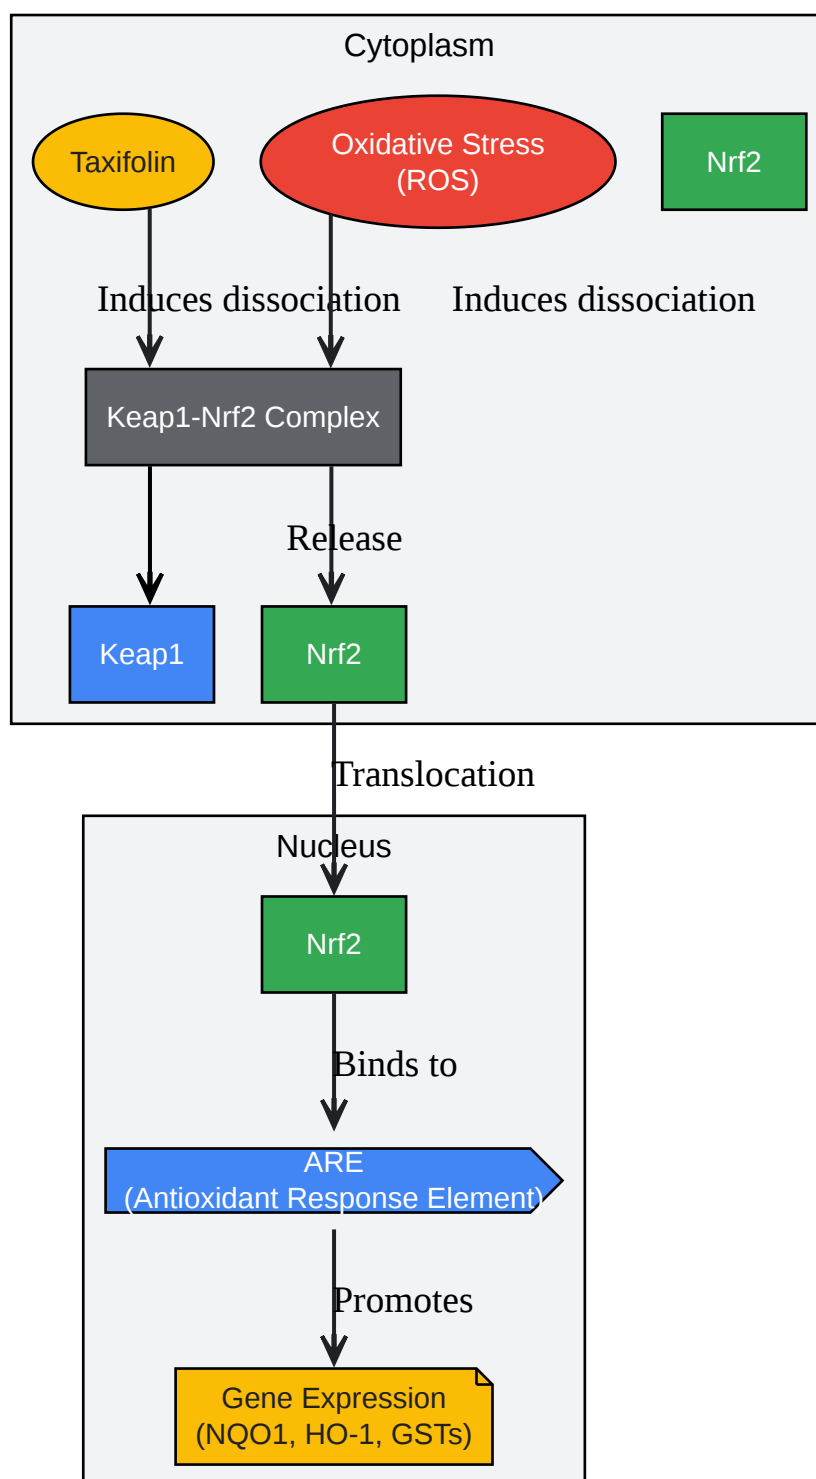 Cytoplasm
Taxifolin
Oxidative Stress
(ROS)
Nrf2
Induces dissociation
Induces dissociation
Keap1-Nrf2 Complex
Release
Keap1
Nrf2
Translocation
Nucleus
Nrf2
Binds to
ARE
(Antioxidant Response Element)
Promotes
Gene Expression
(NQO1, HO-1, GSTs)